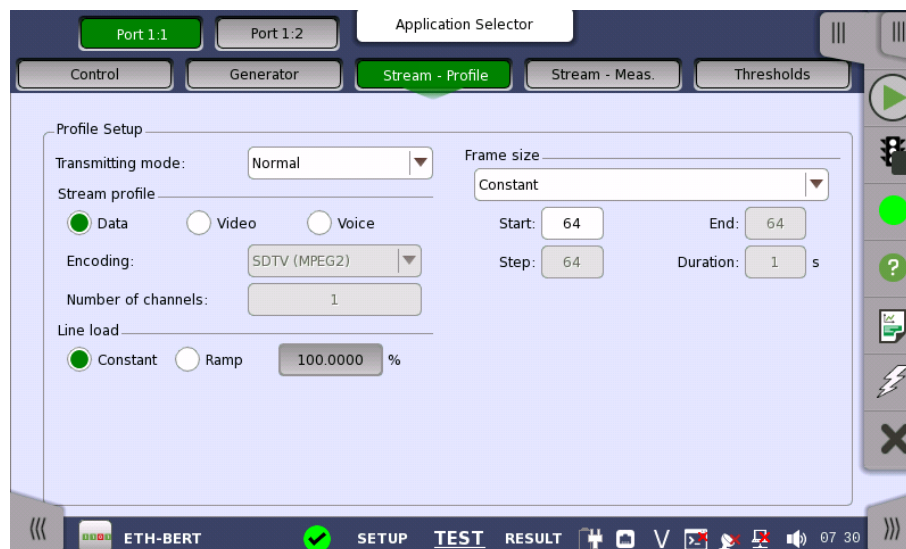 Application Selector
Port 1:1 Port 1:2
Control Generator Stream - Profile Stream - Meas. Thresholds
Profile Setup
Transmitting mode: Normal
Stream profile
Data Video Voice
Encoding: SDTV (MPEG2)
Number of channels: 1
Line load
Constant Ramp 100.0000 %
Frame size
Constant
Start: 64 End: 64
Step: 64 Duration: 1 s
ETH-BERT SETUP TEST RESULT 07 30